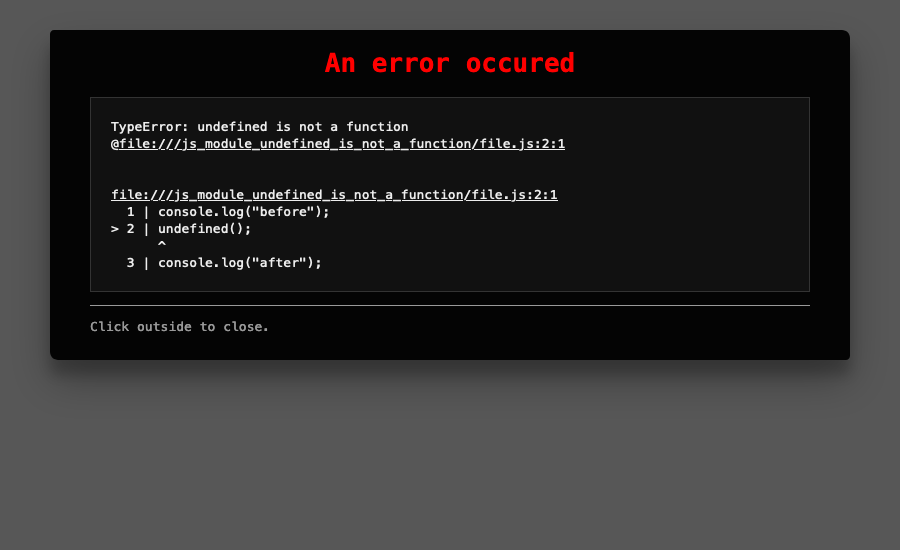 An error occured
TypeError: undefined is not a function
@file:///js_module_undefined_is_not_a_function/file.js:2:1
file:///js_module_undefined_is_not_a_function/file.js:2:1
  1 | console.log("before");
> 2 | undefined();
      ^
  3 | console.log("after");
Click outside to close.